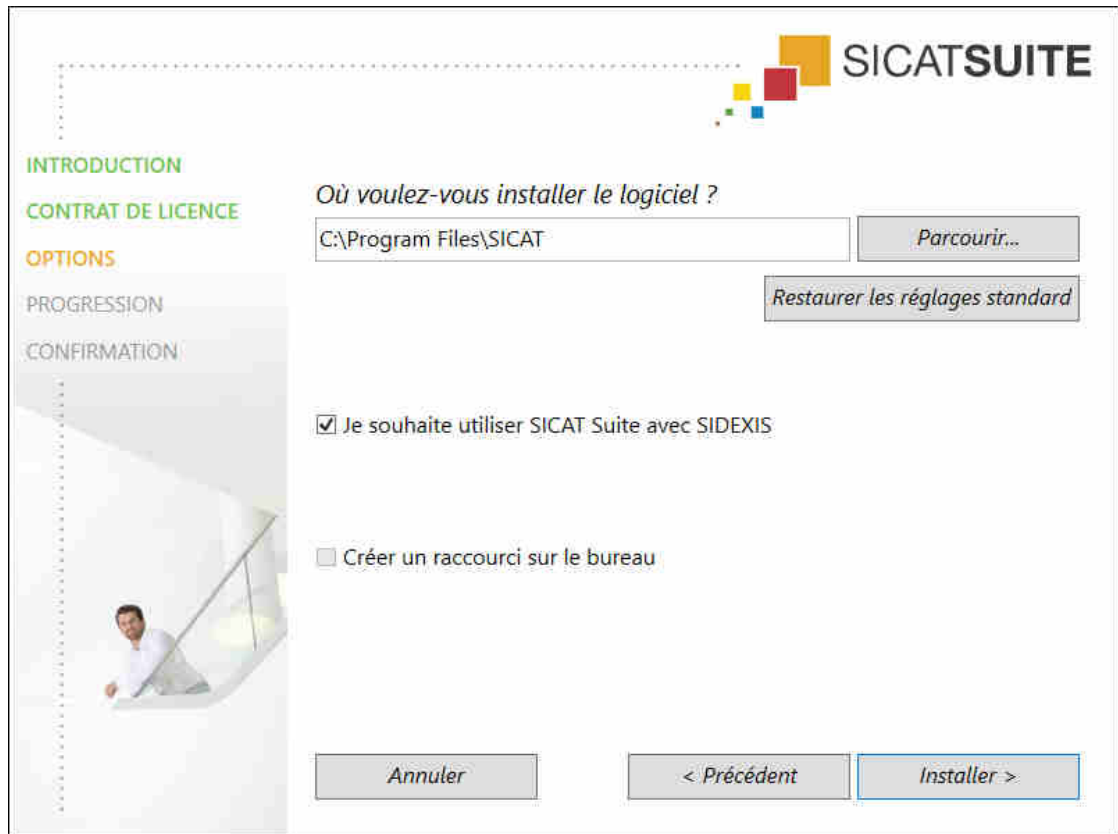 SICATSUITE
INTRODUCTION
CONTRAT DE LICENCE
OPTIONS
PROGRESSION
CONFIRMATION
Où voulez-vous installer le logiciel ?
C:\Program Files\SICAT
Parcourir...
Restaurer les réglages standard
Je souhaite utiliser SICAT Suite avec SIDEXIS
Créer un raccourci sur le bureau
Annuler
< Précédent
Installer >